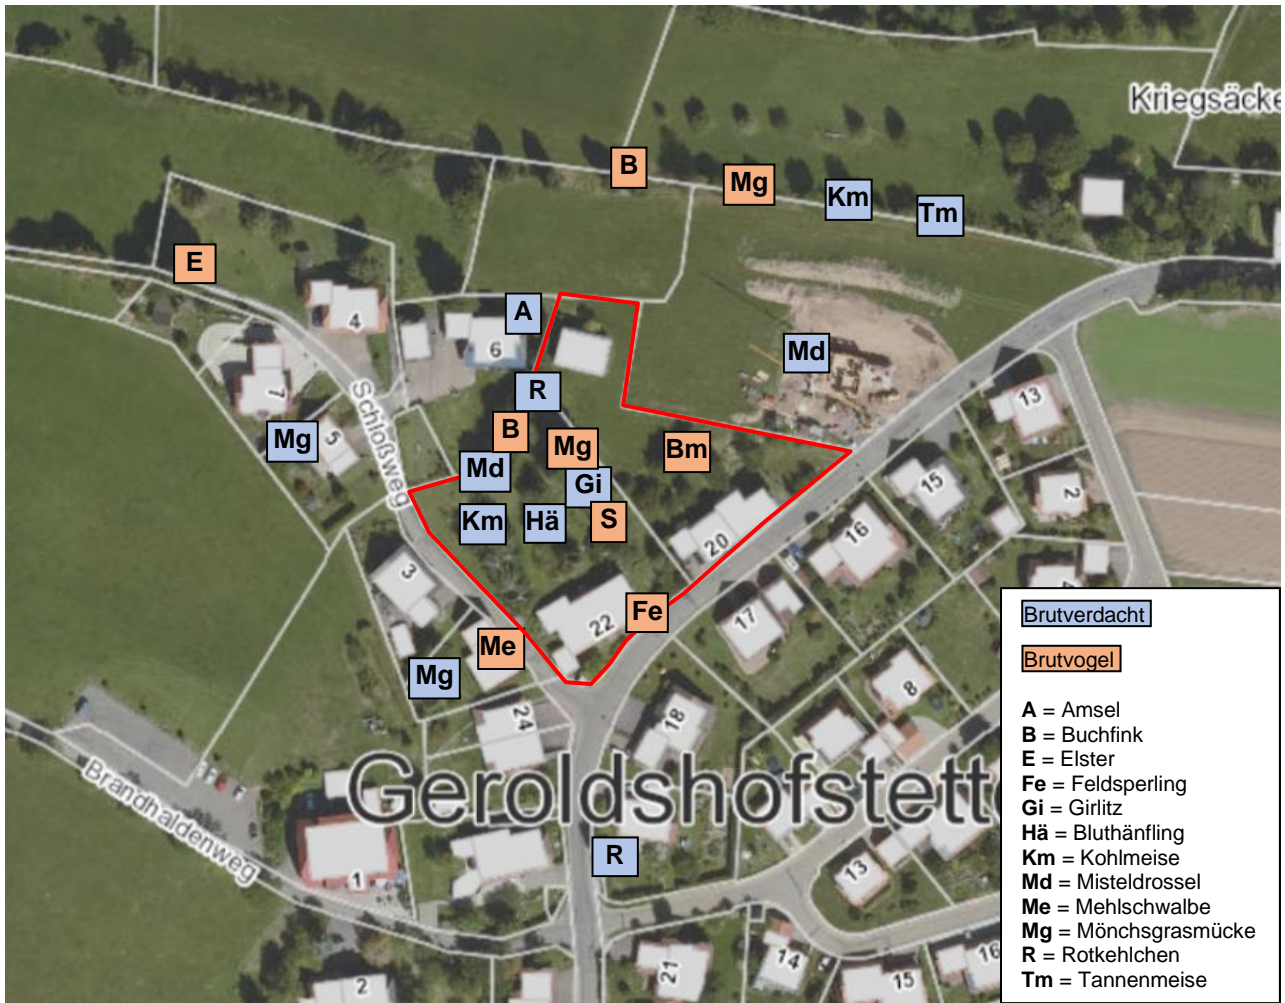 Kriegsäcke
B
Mg
Km
Tm
E
A
4
6
Md
R
7
Schloßweg
13
B
Mg
5
Mg
Bm
Md
Gi
15
2
Km
Hä
S
20
16
3
Fe
22
17
Me
Mg
8
24
18
Geroldshofstette
Brandhaldenweg
R
1
13
21
14
16
15
2
Brutverdacht
Brutvogel
A = Amsel
B = Buchfink
E = Elster
Fe = Feldsperling
Gi = Girlitz
Hä = Bluthänfling
Km = Kohlmeise
Md = Misteldrossel
Me = Mehlschwalbe
Mg = Mönchsgrasmücke
R = Rotkehlchen
Tm = Tannenmeise